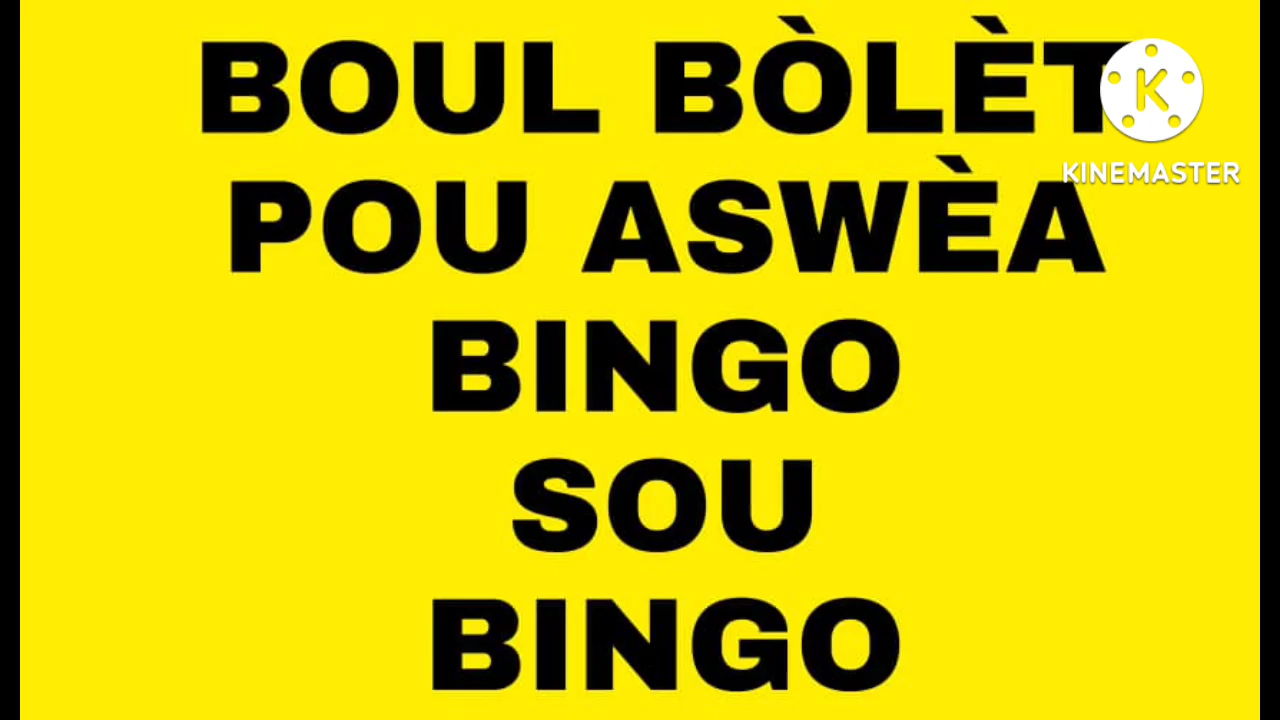 BOUL BÒLÈT
POU ASWÈA
BINGO
SOU
BINGO
K
KINEMASTER